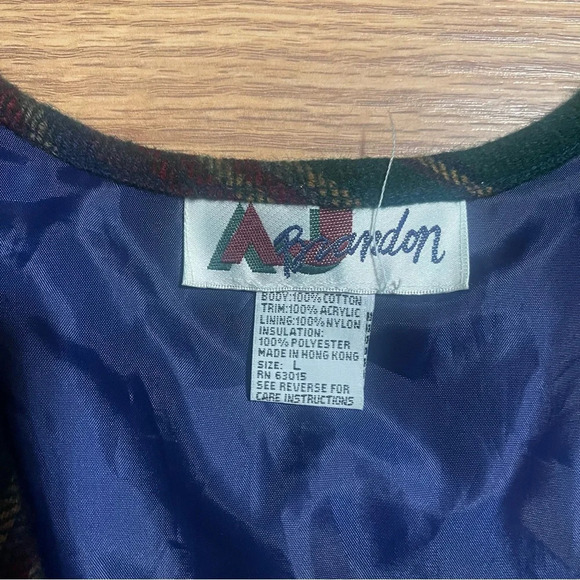 AJ Brandon
BODY:100% COTTON
TRIM:100% ACRYLIC
LINING:100% NYLON
INSULATION:
100% POLYESTER
MADE IN HONG KONG
SIZE: L
RN 63015
SEE REVERSE FOR
CARE INSTRUCTIONS